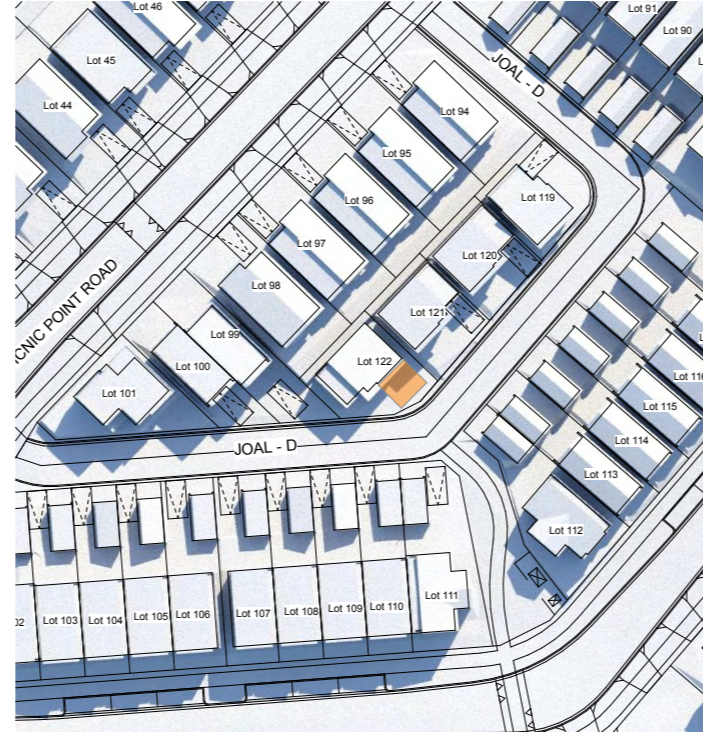 Lot 46
Lot 91
Lot 90
Lot 45
JOAL - D
Lot 44
Lot 94
Lot 95
Lot 96
Lot 119
Lot 97
Lot 120
Lot 98
CNIC POINT ROAD
Lot 121
Lot 99
Lot 100
Lot 122
Lot 101
Lot 116
Lot 115
Lot 114
JOAL - D
Lot 113
Lot 112
Lot 111
Lot 103
Lot 104
Lot 105
Lot 106
Lot 107
Lot 108
Lot 109
Lot 110